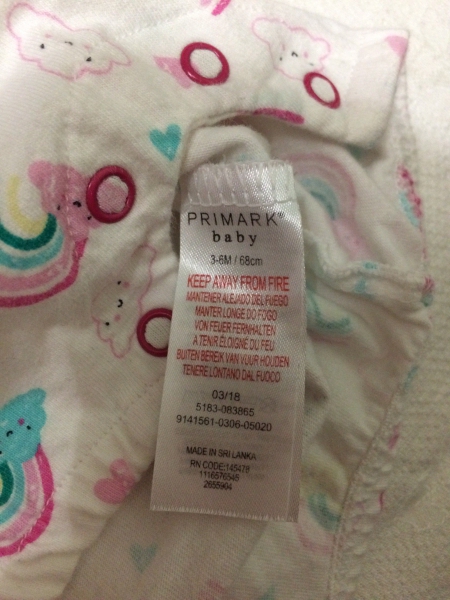 PRIMARK®
baby
3-6M / 68cm
KEEP AWAY FROM FIRE
MANTENER ALEJADO DEL FUEGO
MANTER LONGE DO FOGO
VON FEUER FERNHALTEN
A TENIR ÉLOIGNÉ DU FEU
BUITEN BEREIK VAN VUUR HOUDEN
TENERE LONTANO DAL FUOCO
03/18
5183-083865
9141561-0306-05020
MADE IN SRI LANKA
RN CODE:145478
1116576545
2655904